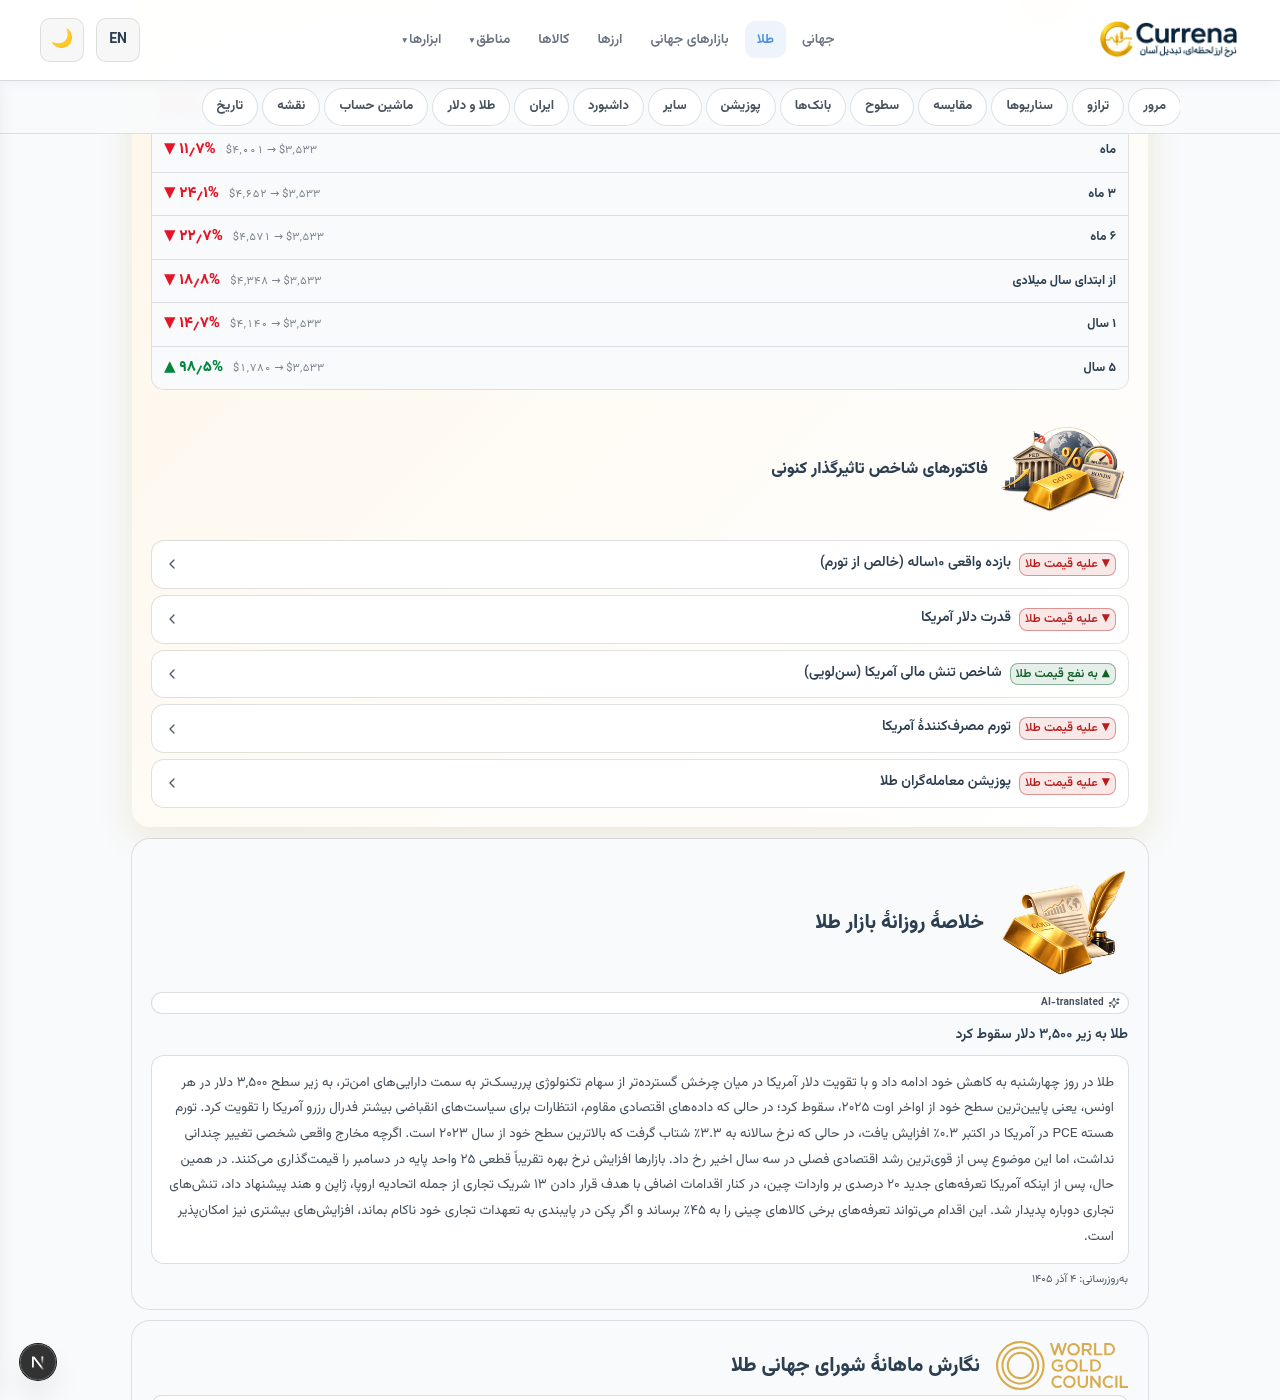 Currena
نرخ ارز لحظه‌ای، تبدیل آسان
جهانی
طلا
بازارهای جهانی
ارزها
کالاها
مناطق ▾
ابزارها ▾
EN
مرور
ترازو
سناریوها
مقایسه
سطوح
بانک‌ها
پوزیشن
سایر
داشبورد
ایران
طلا و دلار
ماشین حساب
نقشه
تاریخ
ماه $۴,۰۰۱ → $۳,۵۳۳ ▼ ۱۱٫۷%
۳ ماه $۴,۶۵۲ → $۳,۵۳۳ ▼ ۲۴٫۱%
۶ ماه $۴,۵۷۱ → $۳,۵۳۳ ▼ ۲۲٫۷%
از ابتدای سال میلادی $۴,۳۴۸ → $۳,۵۳۳ ▼ ۱۸٫۸%
۱ سال $۴,۱۴۰ → $۳,۵۳۳ ▼ ۱۴٫۷%
۵ سال $۱,۷۸۰ → $۳,۵۳۳ ▲ ۹۸٫۵%
FED
%
GOLD
BONDS
فاکتورهای شاخص تاثیرگذار کنونی
▼ علیه قیمت طلا بازده واقعی ۱۰ساله (خالص از تورم)
▼ علیه قیمت طلا قدرت دلار آمریکا
▲ به نفع قیمت طلا شاخص تنش مالی آمریکا (سن‌لویی)
▼ علیه قیمت طلا تورم مصرف‌کنندهٔ آمریکا
▼ علیه قیمت طلا پوزیشن معامله‌گران طلا
GOLD
خلاصهٔ روزانهٔ بازار طلا
AI-translated
طلا به زیر ۳,۵۰۰ دلار سقوط کرد
طلا در روز چهارشنبه به کاهش خود ادامه داد و با تقویت دلار آمریکا در میان چرخش گسترده‌تر از سهام تکنولوژی پرریسک‌تر به سمت دارایی‌های امن‌تر، به زیر سطح ۳,۵۰۰ دلار در هر
اونس، یعنی پایین‌ترین سطح خود از اواخر اوت ۲۰۲۵، سقوط کرد؛ در حالی که داده‌های اقتصادی مقاوم، انتظارات برای سیاست‌های انقباضی بیشتر فدرال رزرو آمریکا را تقویت کرد. تورم
هسته PCE در آمریکا در اکتبر ۰.۳٪ افزایش یافت، در حالی که نرخ سالانه به ۳.۳٪ شتاب گرفت که بالاترین سطح خود از سال ۲۰۲۳ است. اگرچه مخارج واقعی شخصی تغییر چندانی
نداشت، اما این موضوع پس از قوی‌ترین رشد اقتصادی فصلی در سه سال اخیر رخ داد. بازارها افزایش نرخ بهره تقریباً قطعی ۲۵ واحد پایه در دسامبر را قیمت‌گذاری می‌کنند. در همین
حال، پس از اینکه آمریکا تعرفه‌های جدید ۲۰ درصدی بر واردات چین، در کنار اقدامات اضافی با هدف قرار دادن ۱۳ شریک تجاری از جمله اتحادیه اروپا، ژاپن و هند پیشنهاد داد، تنش‌های
تجاری دوباره پدیدار شد. این اقدام می‌تواند تعرفه‌های برخی کالاهای چینی را به ۴۵٪ برساند و اگر پکن در پایبندی به تعهدات تجاری خود ناکام بماند، افزایش‌های بیشتری نیز امکان‌پذیر
است.
به‌روزرسانی: ۴ آذر ۱۴۰۵
WORLD
GOLD
COUNCIL
نگارش ماهانهٔ شورای جهانی طلا
N